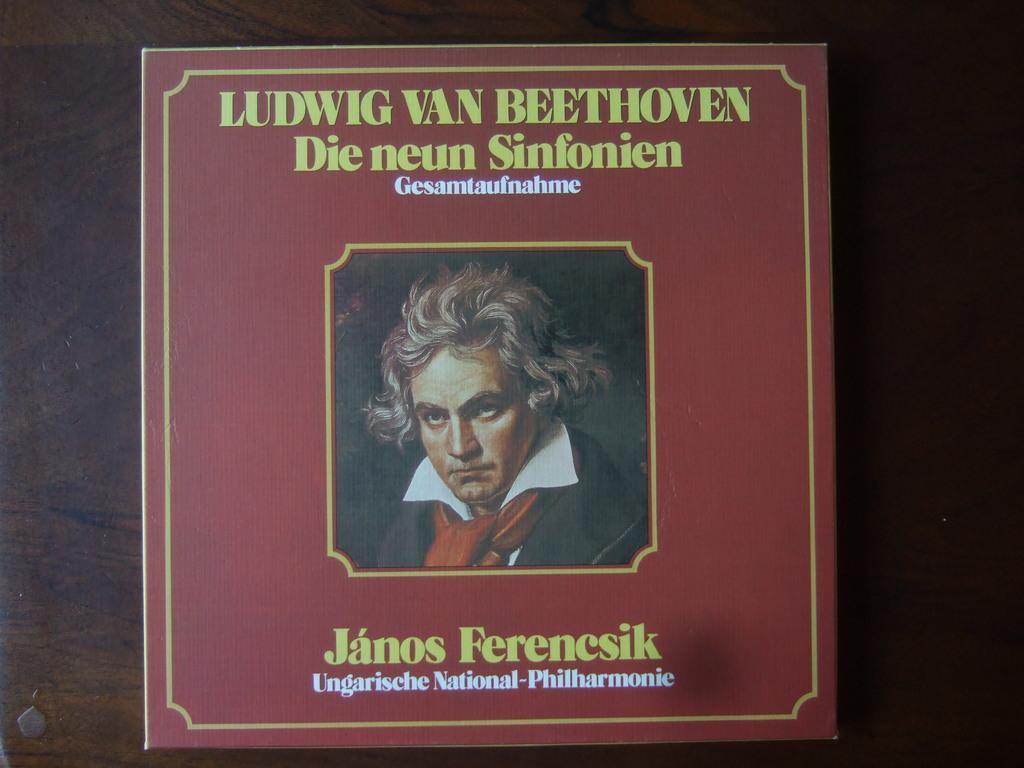 LUDWIG VAN BEETHOVEN
Die neun Sinfonien
Gesamtaufnahme
János Ferencsik
Ungarische National-Philharmonie